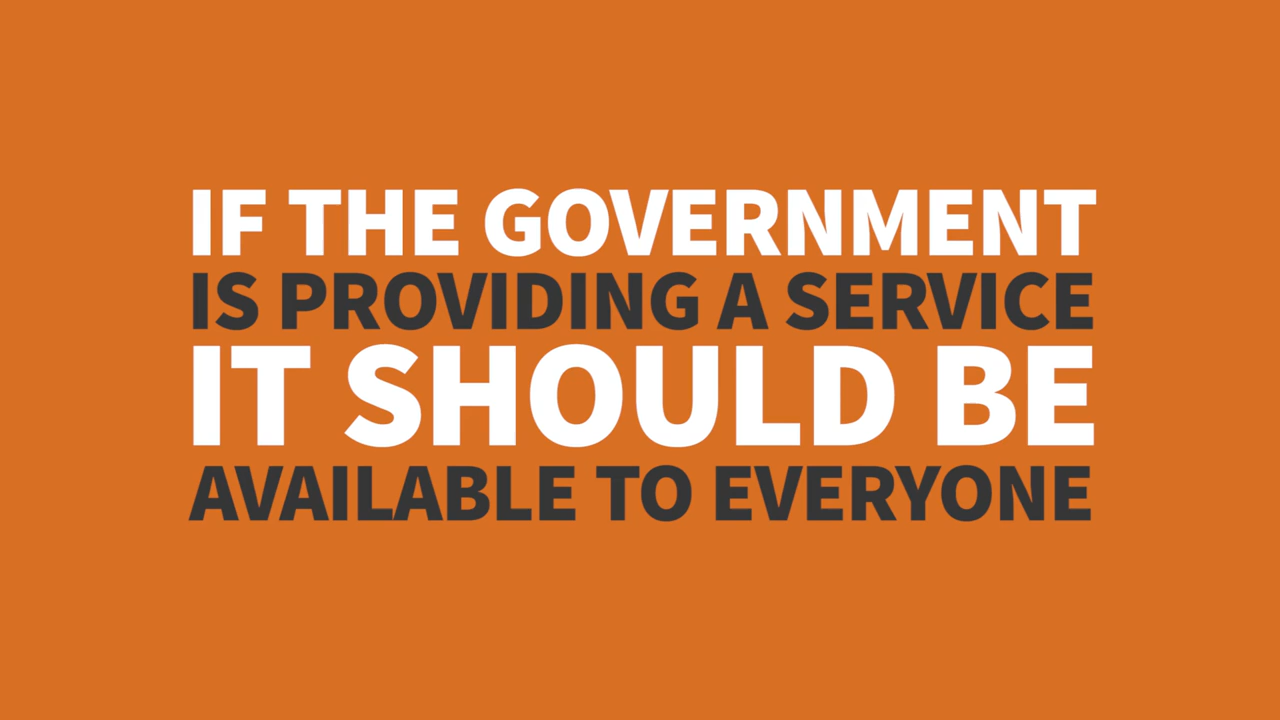 IF THE GOVERNMENT
IS PROVIDING A SERVICE
IT SHOULD BE
AVAILABLE TO EVERYONE